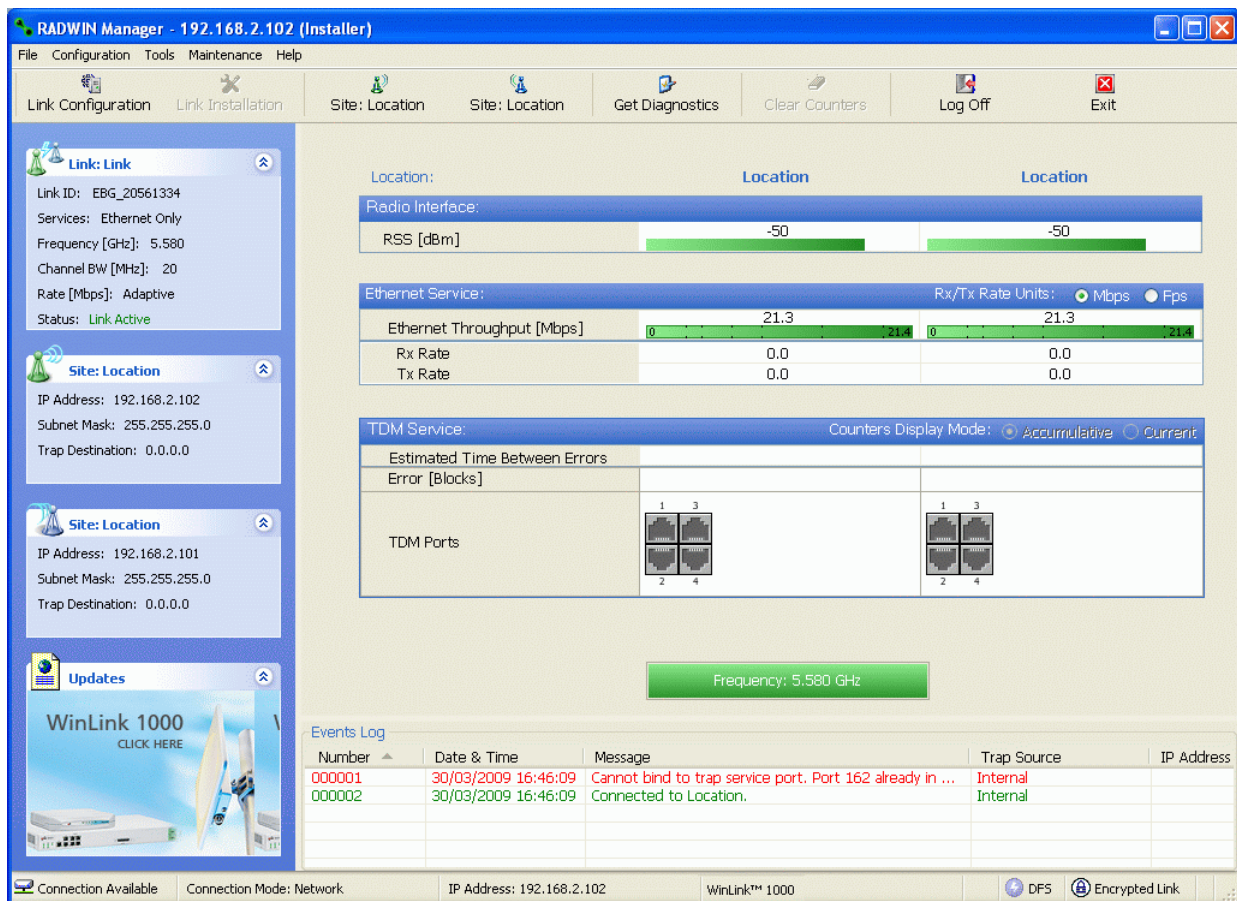 RADWIN Manager - 192.168.2.102 (Installer)
File Configuration Tools Maintenance Help
Link Configuration Link Installation Site: Location Site: Location Get Diagnostics Clear Counters Log Off Exit
Link: Link
Link ID: EBG_20561334
Services: Ethernet Only
Frequency [GHz]: 5.580
Channel BW [MHz]: 20
Rate [Mbps]: Adaptive
Status: Link Active
Site: Location
IP Address: 192.168.2.102
Subnet Mask: 255.255.255.0
Trap Destination: 0.0.0.0
Site: Location
IP Address: 192.168.2.101
Subnet Mask: 255.255.255.0
Trap Destination: 0.0.0.0
Updates
WinLink 1000
CLICK HERE
Location: Location Location
Radio Interface:
RSS [dBm] -50 -50
Ethernet Service: Rx/Tx Rate Units: Mbps Fps
Ethernet Throughput [Mbps] 21.3 21.3
0 21.4 0 21.4
Rx Rate 0.0 0.0
Tx Rate 0.0 0.0
TDM Service: Counters Display Mode: Accumulative Current
Estimated Time Between Errors
Error [Blocks]
1 3 1 3
TDM Ports
2 4 2 4
Frequency: 5.580 GHz
Events Log
Number Date & Time Message Trap Source IP Address
000001 30/03/2009 16:46:09 Cannot bind to trap service port. Port 162 already in ... Internal
000002 30/03/2009 16:46:09 Connected to Location. Internal
Connection Available Connection Mode: Network IP Address: 192.168.2.102 WinLink™ 1000 DFS Encrypted Link